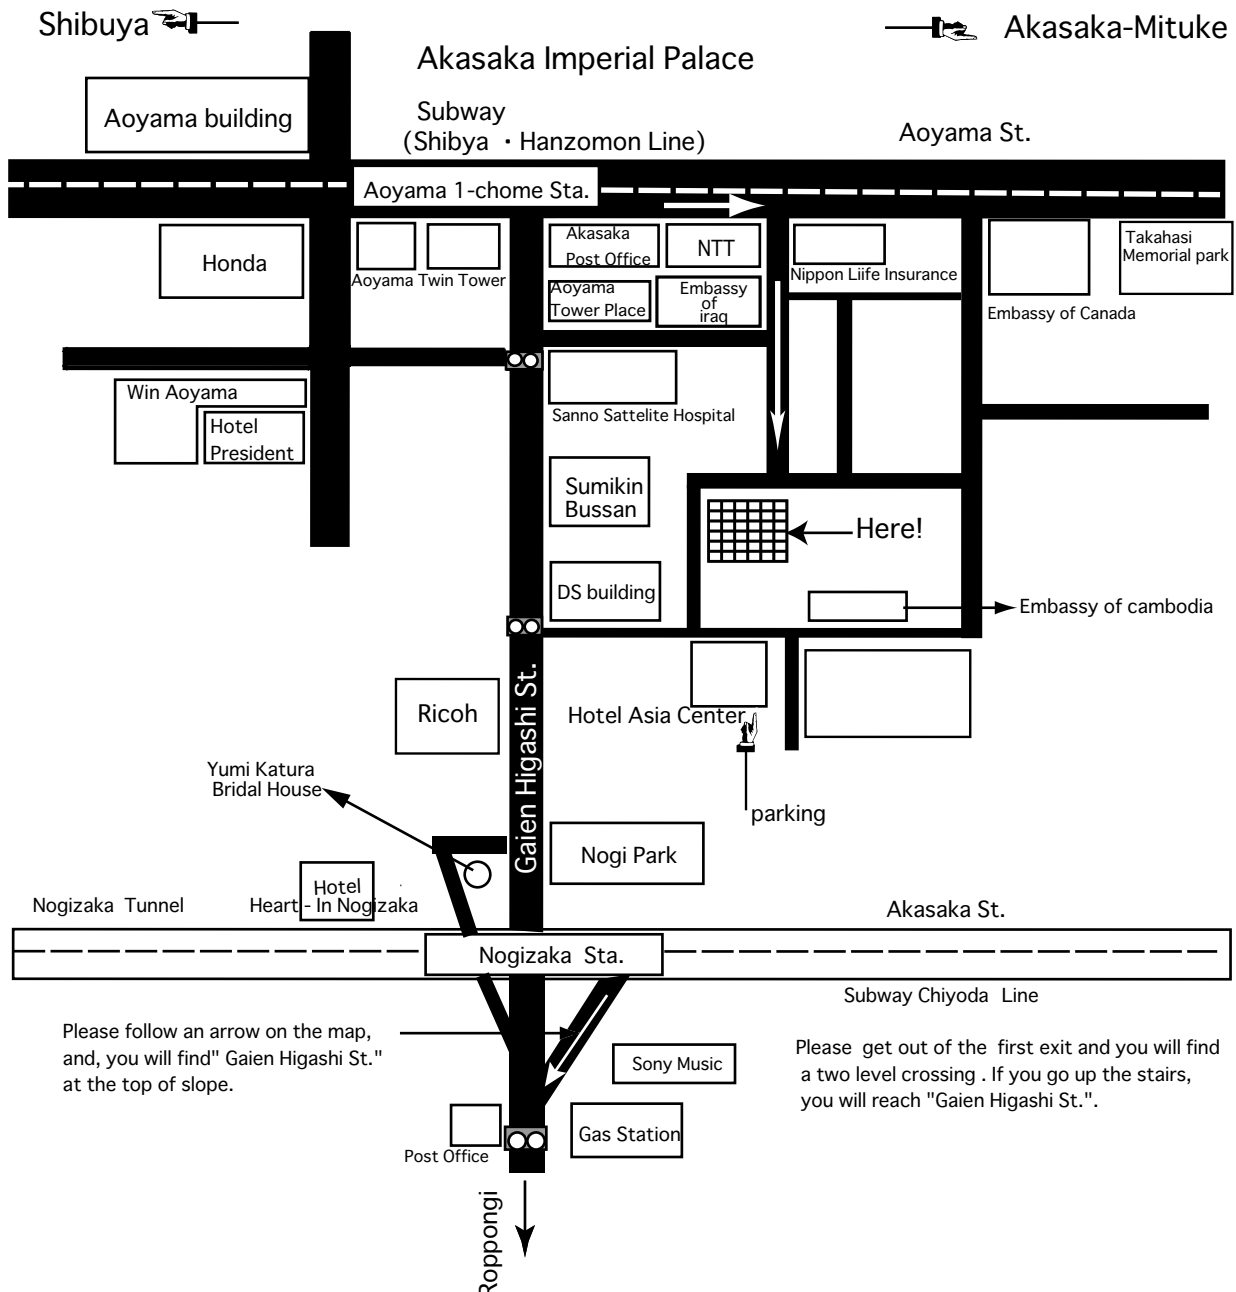 Shibuya
Akasaka-Mituke
Akasaka Imperial Palace
Aoyama building
Subway
(Shibya ・Hanzomon Line)
Aoyama St.
Aoyama 1-chome Sta.
Honda
Aoyama Twin Tower
Akasaka
Post Office
NTT
Nippon Liife Insurance
Takahasi
Memorial park
Aoyama
Tower Place
Embassy
of
iraq
Embassy of Canada
Win Aoyama
Hotel
President
Sanno Sattelite Hospital
Sumikin
Bussan
Here!
DS building
Embassy of cambodia
Gaien Higashi St.
Ricoh
Hotel Asia Center
Yumi Katura
Bridal House
parking
Nogi Park
Hotel
Heart - In Nogizaka
Nogizaka Tunnel
Akasaka St.
Nogizaka Sta.
Subway Chiyoda Line
Please follow an arrow on the map,
and, you will find" Gaien Higashi St."
at the top of slope.
Sony Music
Please get out of the first exit and you will find
a two level crossing . If you go up the stairs,
you will reach "Gaien Higashi St.".
Post Office
Gas Station
Roppongi